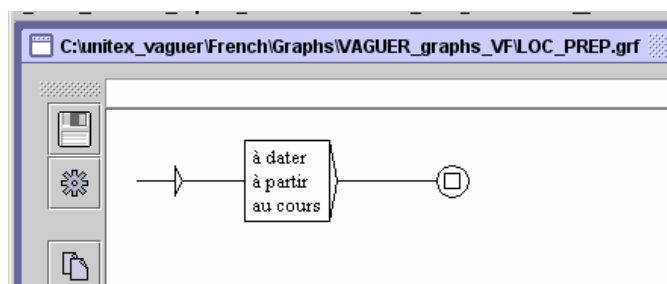 C:\unitex_vaguer\French\Graphs\VAGUER_graphs_VF\LOC_PREP.grf
à dater
à partir
au cours